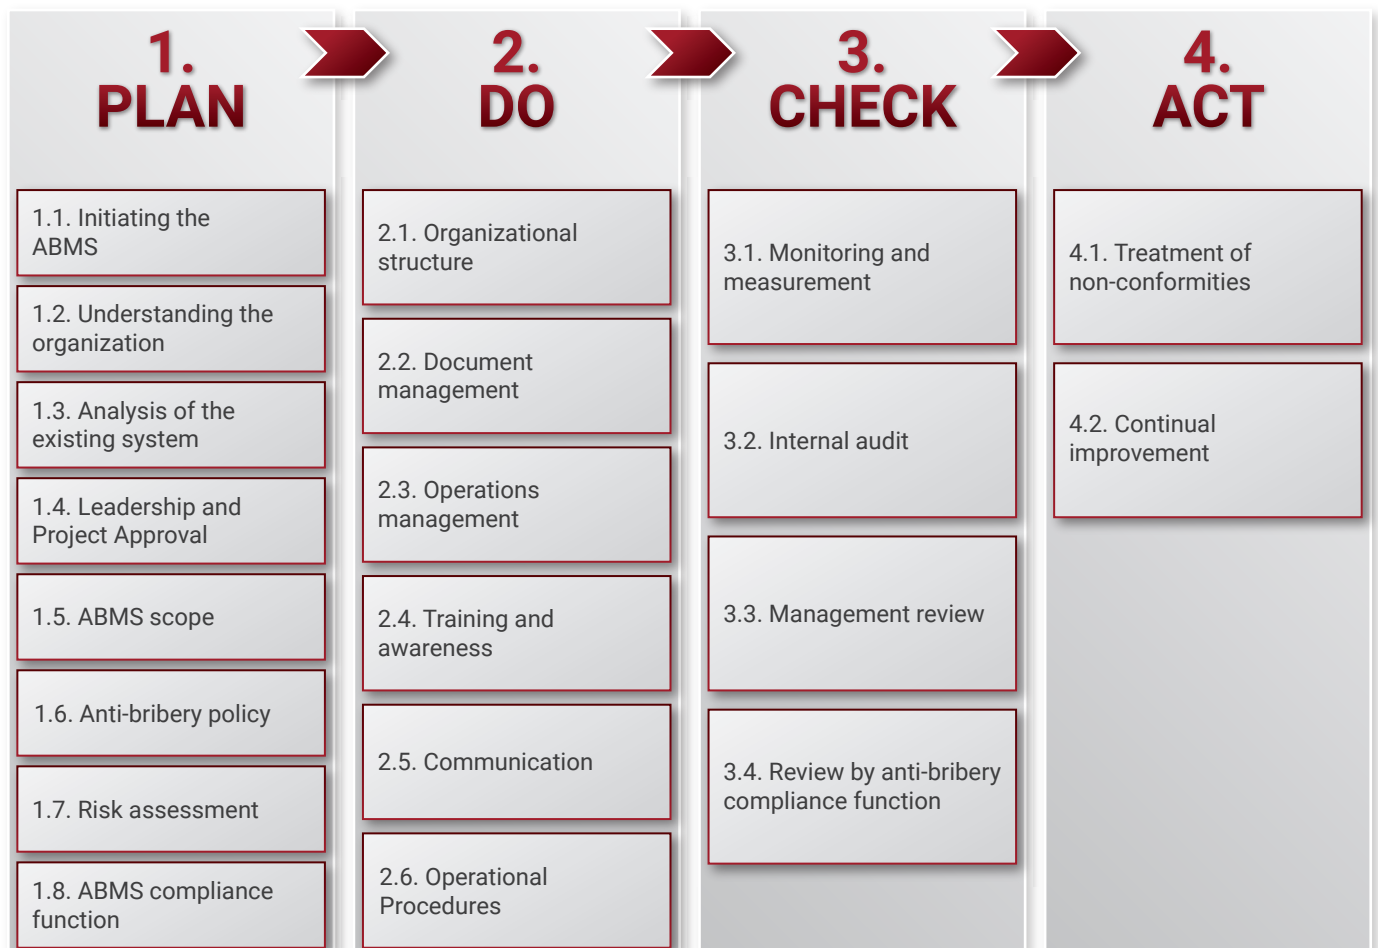 1.
PLAN
1.1. Initiating the
ABMS
1.2. Understanding the
organization
1.3. Analysis of the
existing system
1.4. Leadership and
Project Approval
1.5. ABMS scope
1.6. Anti-bribery policy
1.7. Risk assessment
1.8. ABMS compliance
function
2.
DO
2.1. Organizational
structure
2.2. Document
management
2.3. Operations
management
2.4. Training and
awareness
2.5. Communication
2.6. Operational
Procedures
3.
CHECK
3.1. Monitoring and
measurement
3.2. Internal audit
3.3. Management review
3.4. Review by anti-bribery
compliance function
4.
ACT
4.1. Treatment of
non-conformities
4.2. Continual
improvement